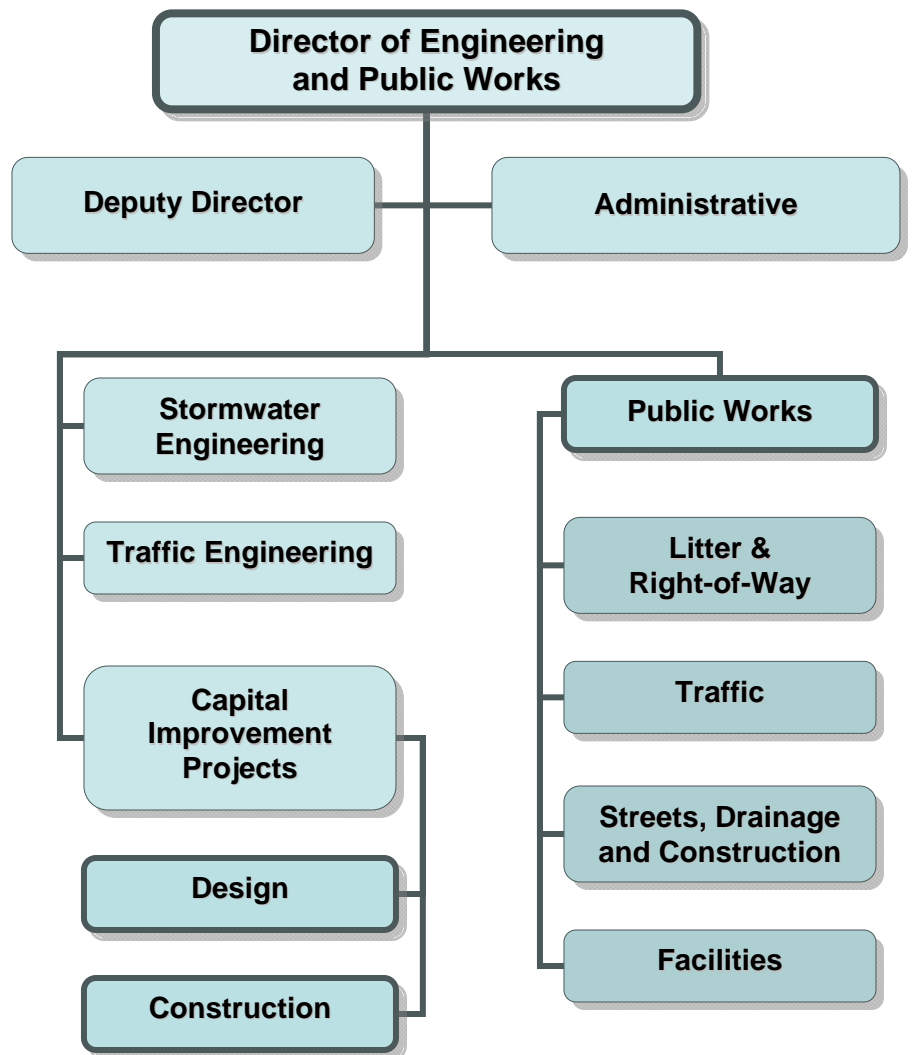 Director of Engineering
and Public Works
Deputy Director
Administrative
Stormwater
Engineering
Traffic Engineering
Capital
Improvement
Projects
Design
Construction
Public Works
Litter &
Right-of-Way
Traffic
Streets, Drainage
and Construction
Facilities